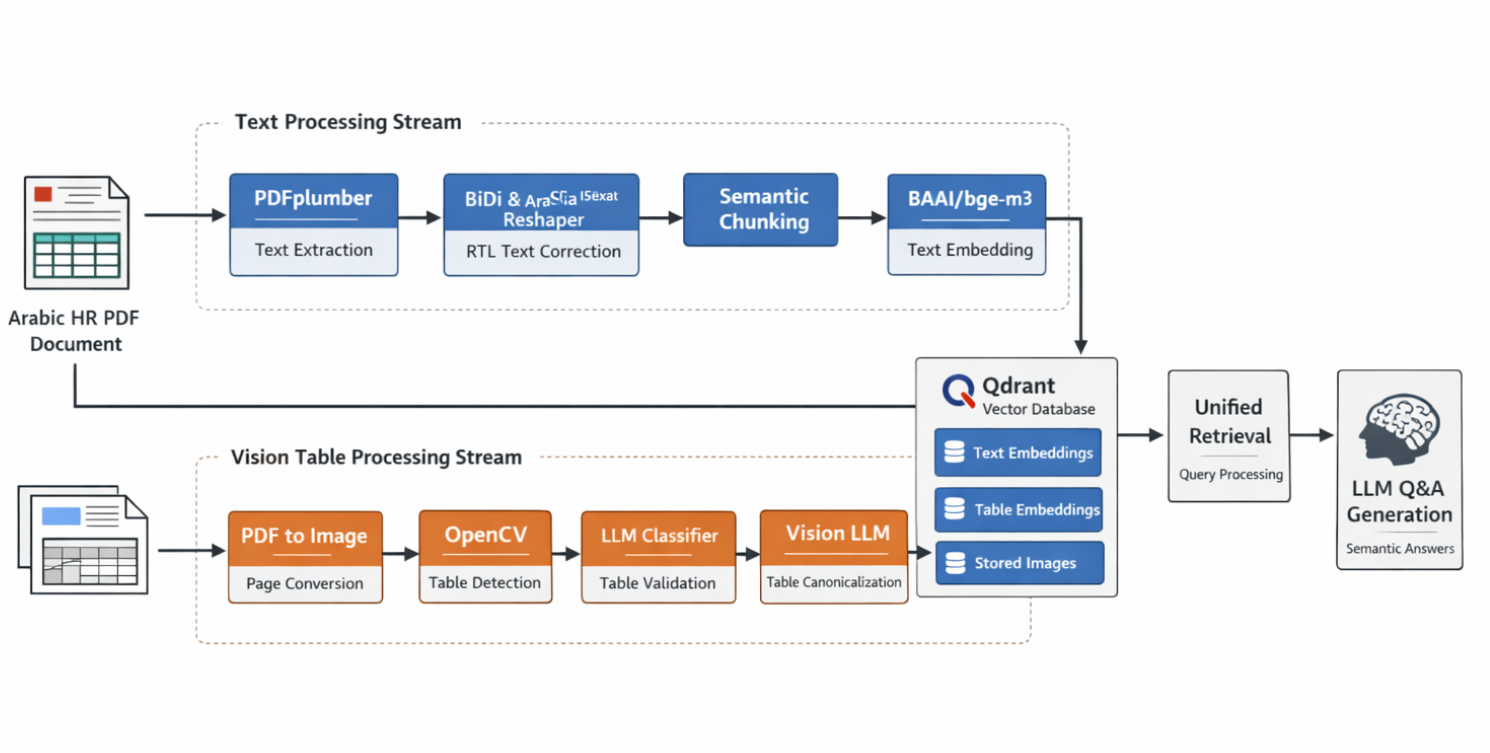 Text Processing Stream
PDFplumber
Text Extraction
BiDi &
Reshaper
RTL Text Correction
Semantic
Chunking
BAAI/bge-m3
Text Embedding
Arabic HR PDF
Document
Qdrant
Vector Database
Text Embeddings
Table Embeddings
Stored Images
Unified
Retrieval
Query Processing
LLM Q&A
Generation
Semantic Answers
Vision Table Processing Stream
PDF to Image
Page Conversion
OpenCV
Table Detection
LLM Classifier
Table Validation
Vision LLM
Table Canonicalization